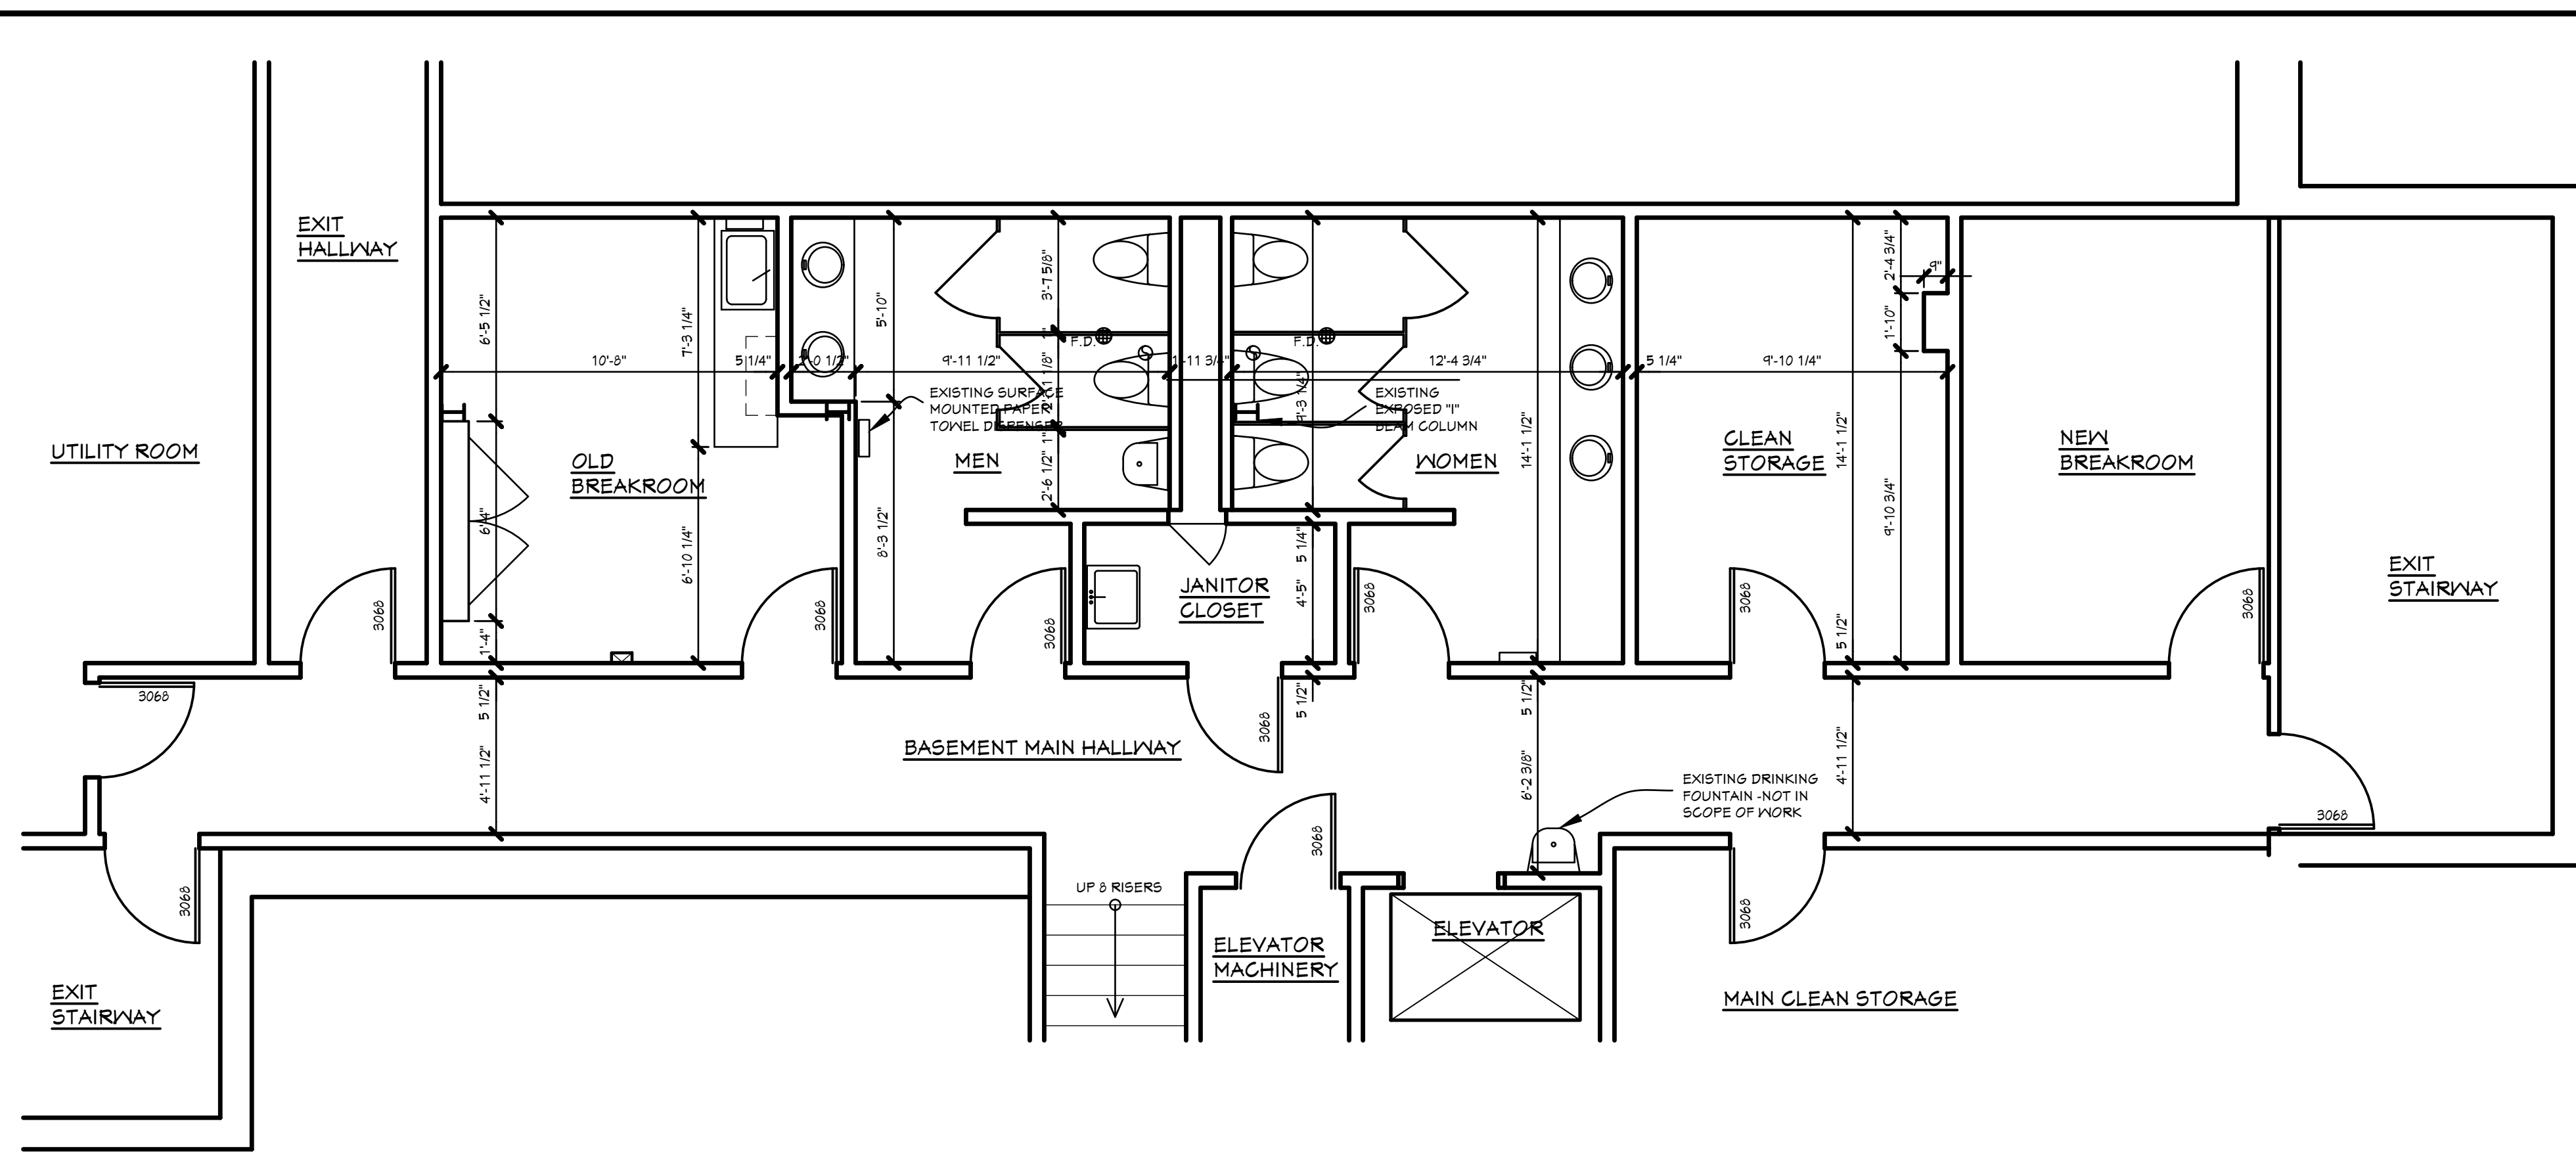 EXIT
HALLWAY
UTILITY ROOM
6'-5 1/2"
7'-3 1/4"
10'-8"
5 1/4"
5'-10"
9'-11 1/2"
3'-7 5/8"
F.D.
F.D.
12'-4 3/4"
5 1/4"
9'-10 1/4"
2'-4 3/4"
9"
1'-10"
EXISTING SURFACE
MOUNTED PAPER
TOWEL DISPENSER
EXISTING
EXPOSED "I"
BEAM COLUMN
OLD
BREAKROOM
MEN
2'-6 1/2"
1"
WOMEN
14'-1 1/2"
CLEAN
STORAGE
14'-1 1/2"
9'-10 3/4"
NEW
BREAKROOM
6'-4"
6'-10 1/4"
8'-3 1/2"
5 1/4"
4'-5"
JANITOR
CLOSET
EXIT
STAIRWAY
3068
1'-4"
3068
3068
3068
3068
5 1/2"
3068
3068
5 1/2"
5 1/2"
5 1/2"
4'-11 1/2"
BASEMENT MAIN HALLWAY
3068
6'-2 3/8"
4'-11 1/2"
EXISTING DRINKING
FOUNTAIN -NOT IN
SCOPE OF WORK
3068
3068
3068
UP 8 RISERS
3068
ELEVATOR
MACHINERY
ELEVATOR
EXIT
STAIRWAY
MAIN CLEAN STORAGE